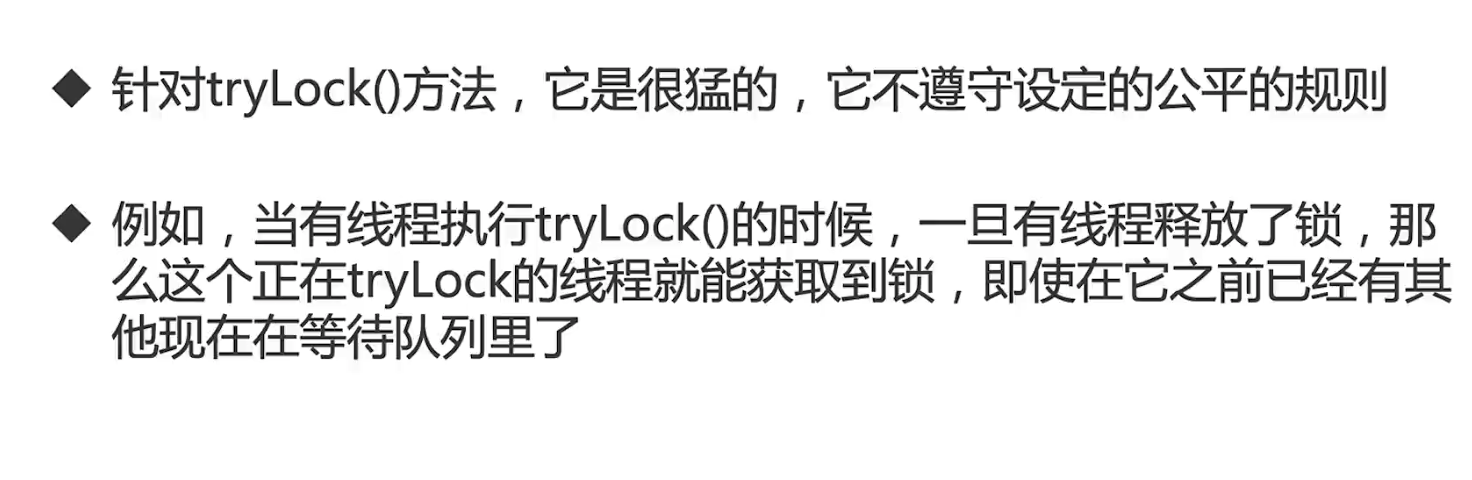 ◆ 针对tryLock()方法，它是很猛的，它不遵守设定的公平的规则
◆ 例如，当有线程执行tryLock()的时候，一旦有线程释放了锁，那
么这个正在tryLock的线程就能获取到锁，即使在它之前已经有其
他现在在等待队列里了